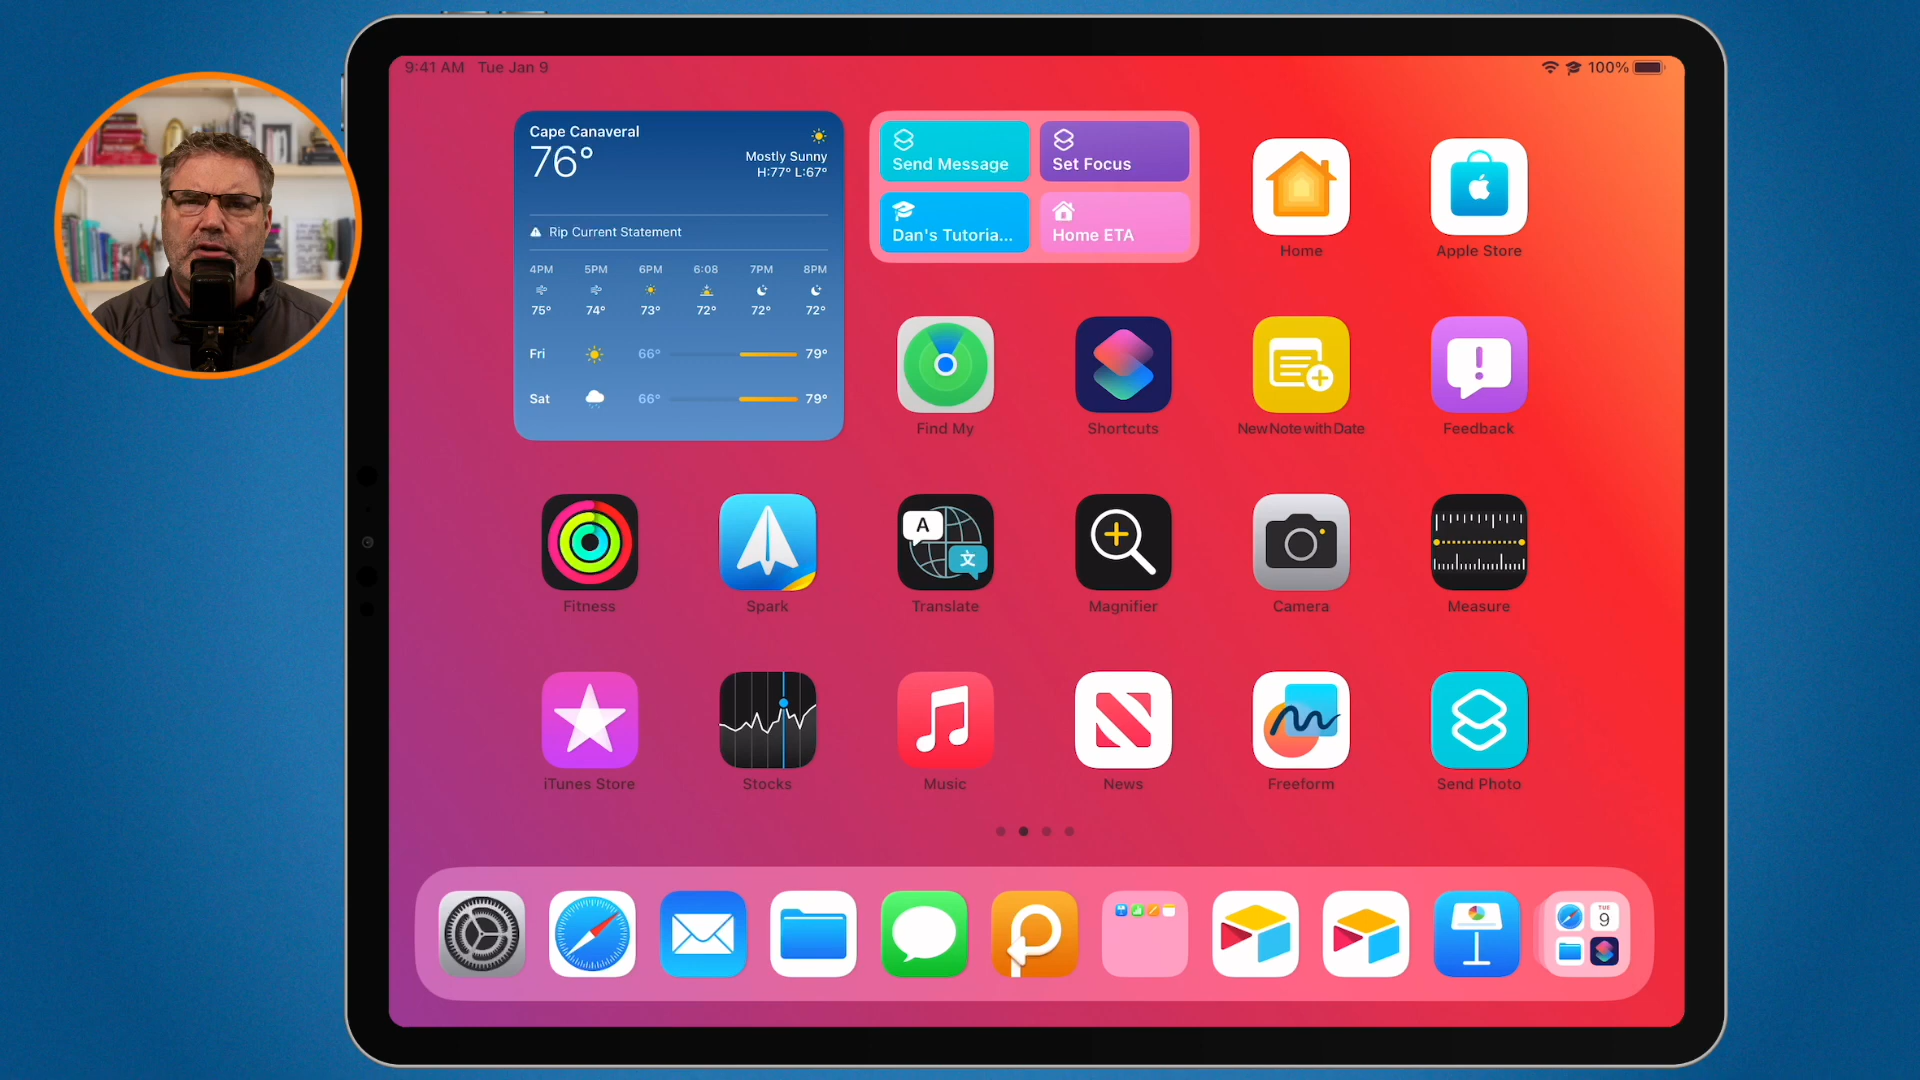 9:41 AM Tue Jan 9
100%
Cape Canaveral
76°
Mostly Sunny
H:77° L:67°
Rip Current Statement
4PM 5PM 6PM 6:08 7PM 8PM
75° 74° 73° 72° 72° 72°
Fri 66° 79°
Sat 66° 79°
Send Message
Set Focus
Dan's Tutoria...
Home ETA
Home
Apple Store
Find My
Shortcuts
New Note with Date
Feedback
A
文
Fitness
Spark
Translate
Magnifier
Camera
Measure
iTunes Store
Stocks
Music
News
Freeform
Send Photo
TUE
9